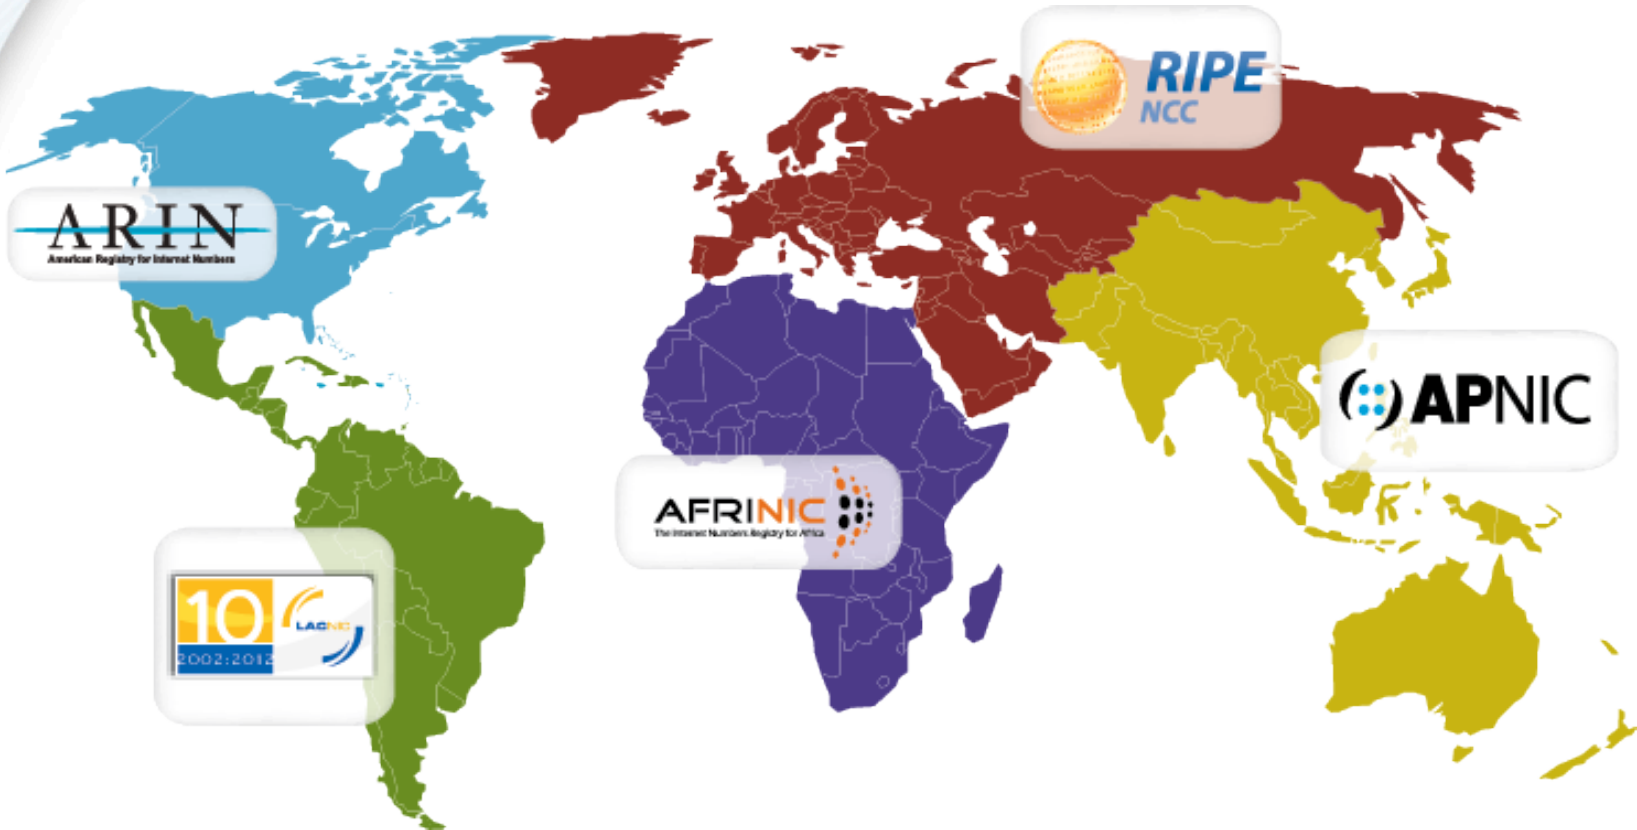 RIPE
NCC
ARIN
American Registry for Internet Numbers
APNIC
AFRINIC
The Internet Numbers Registry for Africa
10
LACNIC
2002:2012